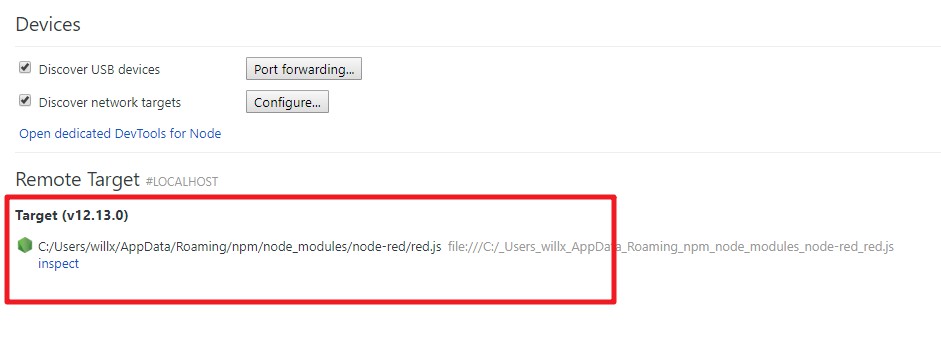 Devices
Discover USB devices Port forwarding...
Discover network targets Configure...
Open dedicated DevTools for Node
Remote Target #LOCALHOST
Target (v12.13.0)
C:/Users/willx/AppData/Roaming/npm/node_modules/node-red/red.js file:///C:/_Users_willx_AppData_Roaming_npm_node_modules_node-red_red.js
inspect